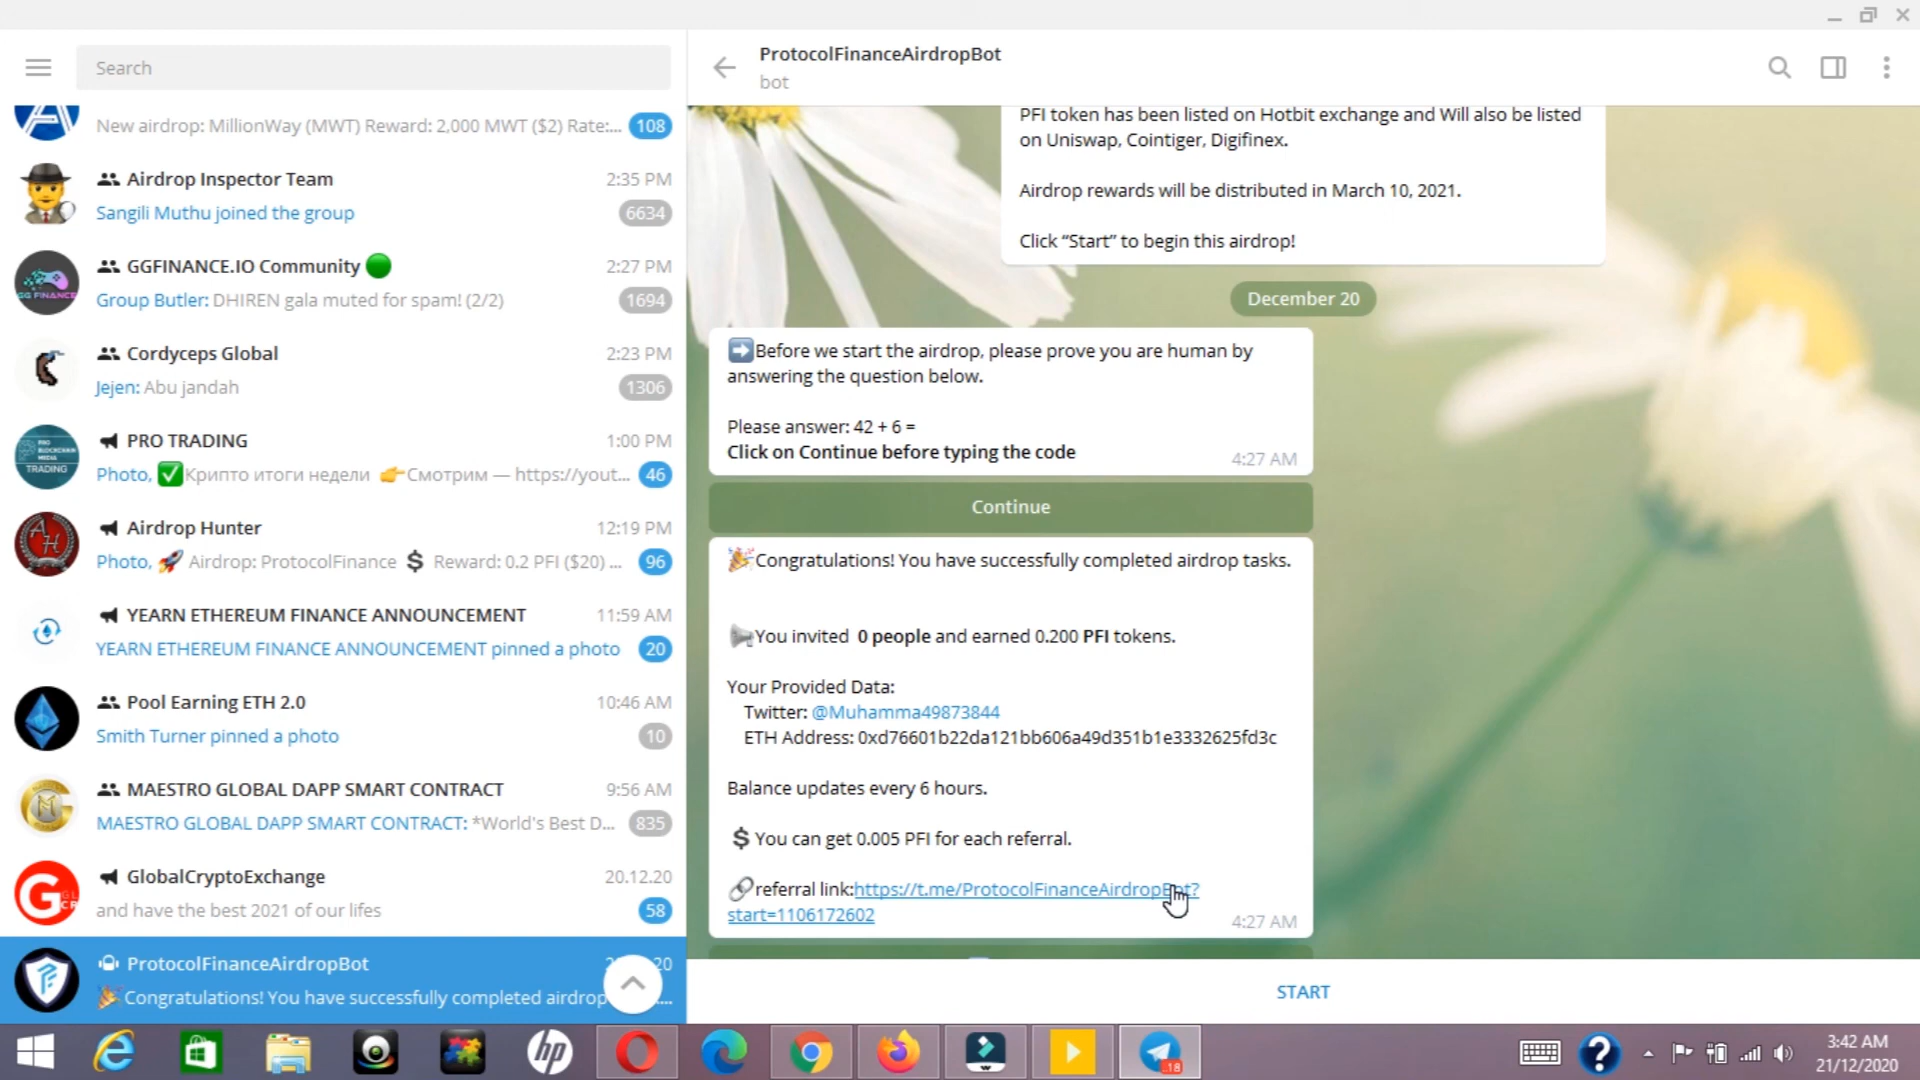 Search
New airdrop: MillionWay (MWT) Reward: 2,000 MWT ($2) Rate:... 108
Airdrop Inspector Team 2:35 PM
Sangili Muthu joined the group 6634
GGFINANCE.IO Community 2:27 PM
Group Butler: DHIREN gala muted for spam! (2/2) 1694
Cordyceps Global 2:23 PM
Jejen: Abu jandah 1306
PRO TRADING 1:00 PM
Photo, ✅Крипто итоги недели 👉Смотрим — https://yout... 46
Airdrop Hunter 12:19 PM
Photo, 🚀 Airdrop: ProtocolFinance 💲 Reward: 0.2 PFI ($20) ... 96
YEARN ETHEREUM FINANCE ANNOUNCEMENT 11:59 AM
YEARN ETHEREUM FINANCE ANNOUNCEMENT pinned a photo 20
Pool Earning ETH 2.0 10:46 AM
Smith Turner pinned a photo 10
MAESTRO GLOBAL DAPP SMART CONTRACT 9:56 AM
MAESTRO GLOBAL DAPP SMART CONTRACT: *World's Best D... 835
GlobalCryptoExchange 20.12.20
and have the best 2021 of our lifes 58
ProtocolFinanceAirdropBot
🎉Congratulations! You have successfully completed airdrop
ProtocolFinanceAirdropBot
bot
PFI token has been listed on Hotbit exchange and Will also be listed
on Uniswap, Cointiger, Digifinex.
Airdrop rewards will be distributed in March 10, 2021.
Click “Start” to begin this airdrop!
December 20
➡️Before we start the airdrop, please prove you are human by
answering the question below.
Please answer: 42 + 6 =
Click on Continue before typing the code
4:27 AM
Continue
🎉Congratulations! You have successfully completed airdrop tasks.
📢You invited 0 people and earned 0.200 PFI tokens.
Your Provided Data:
Twitter: @Muhamma49873844
ETH Address: 0xd76601b22da121bb606a49d351b1e3332625fd3c
Balance updates every 6 hours.
💲You can get 0.005 PFI for each referral.
🔗referral link:https://t.me/ProtocolFinanceAirdropBot?
start=1106172602
4:27 AM
START
3:42 AM
21/12/2020
TRADING
GG FINANCE
hp
..18